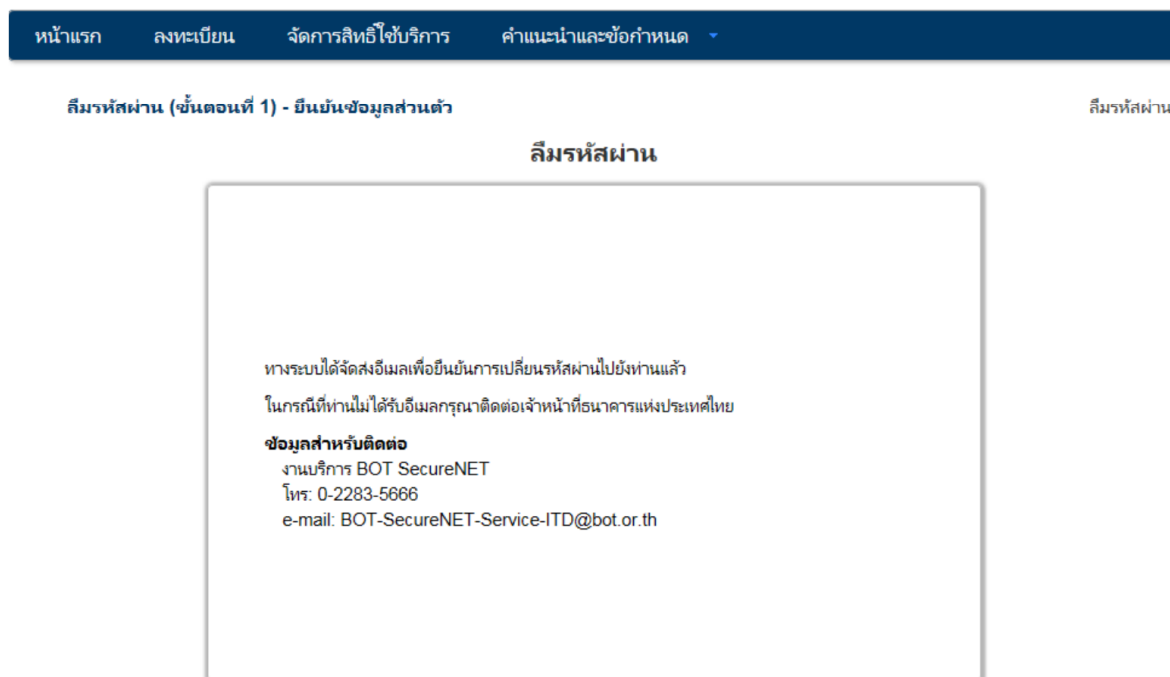 หน้าแรก ลงทะเบียน จัดการสิทธิ์ใช้บริการ คำแนะนำและข้อกำหนด
ลืมรหัสผ่าน (ขั้นตอนที่ 1) - ยืนยันข้อมูลส่วนตัว ลืมรหัสผ่าน
ลืมรหัสผ่าน
ทางระบบได้จัดส่งอีเมลเพื่อยืนยันการเปลี่ยนรหัสผ่านไปยังท่านแล้ว
ในกรณีที่ท่านไม่ได้รับอีเมลกรุณาติดต่อเจ้าหน้าที่ธนาคารแห่งประเทศไทย
ข้อมูลสำหรับติดต่อ
งานบริการ BOT SecureNET
โทร: 0-2283-5666
e-mail: BOT-SecureNET-Service-ITD@bot.or.th